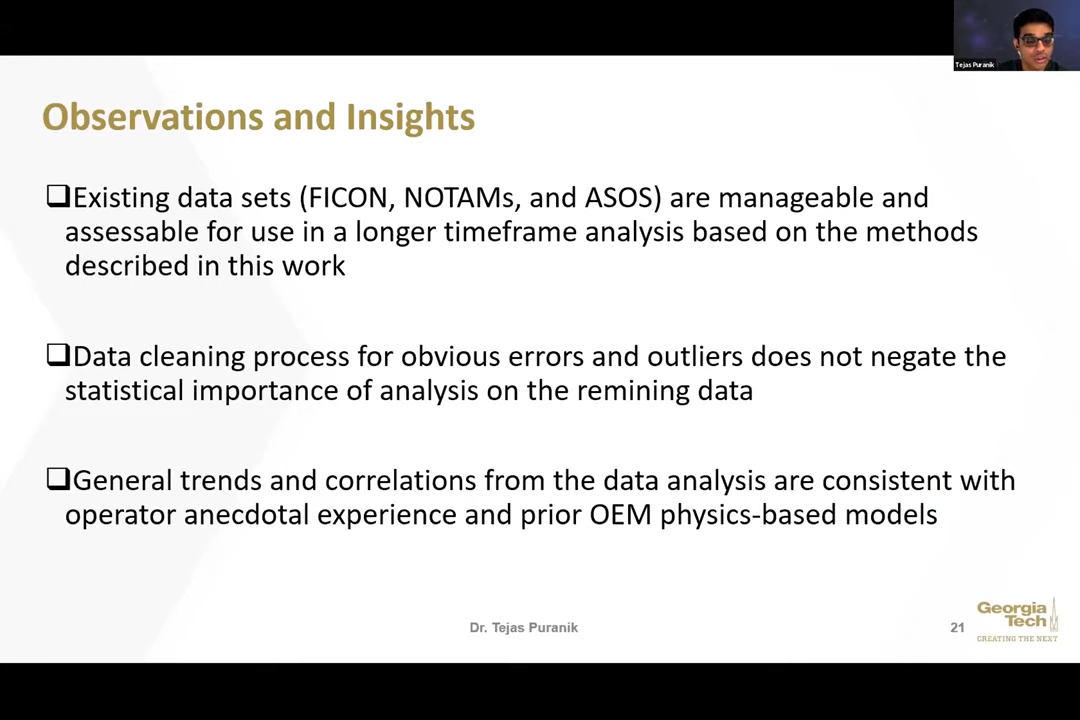 Tejas Puranik
Observations and Insights
❑Existing data sets (FICON, NOTAMs, and ASOS) are manageable and
assessable for use in a longer timeframe analysis based on the methods
described in this work
❑Data cleaning process for obvious errors and outliers does not negate the
statistical importance of analysis on the remining data
❑General trends and correlations from the data analysis are consistent with
operator anecdotal experience and prior OEM physics-based models
Dr. Tejas Puranik
21
Georgia
Tech
CREATING THE NEXT